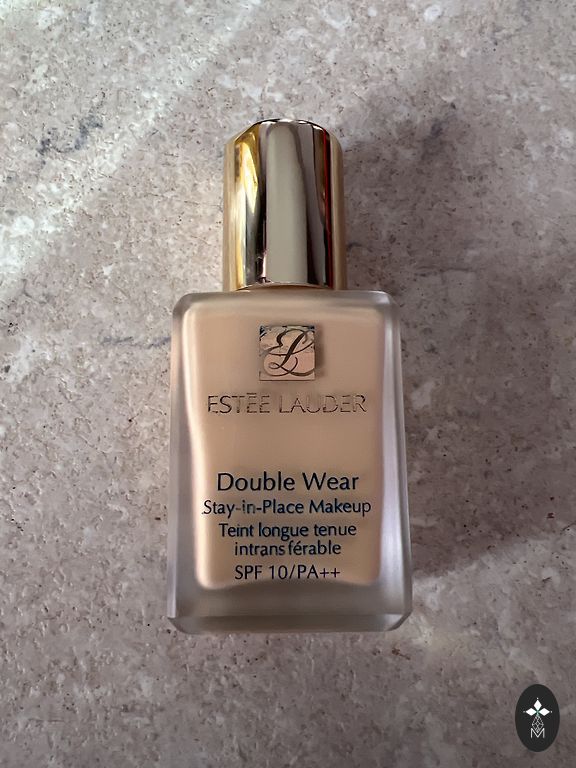 ESTĒE LAUDER
Double Wear
Stay-in-Place Makeup
Teint longue tenue
intransférable
SPF 10/PA++
M